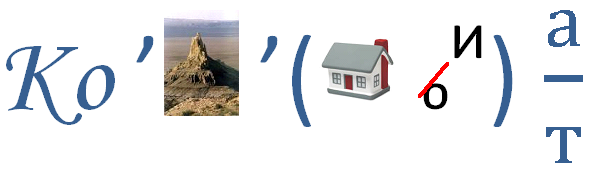 Ко ’ ’ ( о И ) а
т